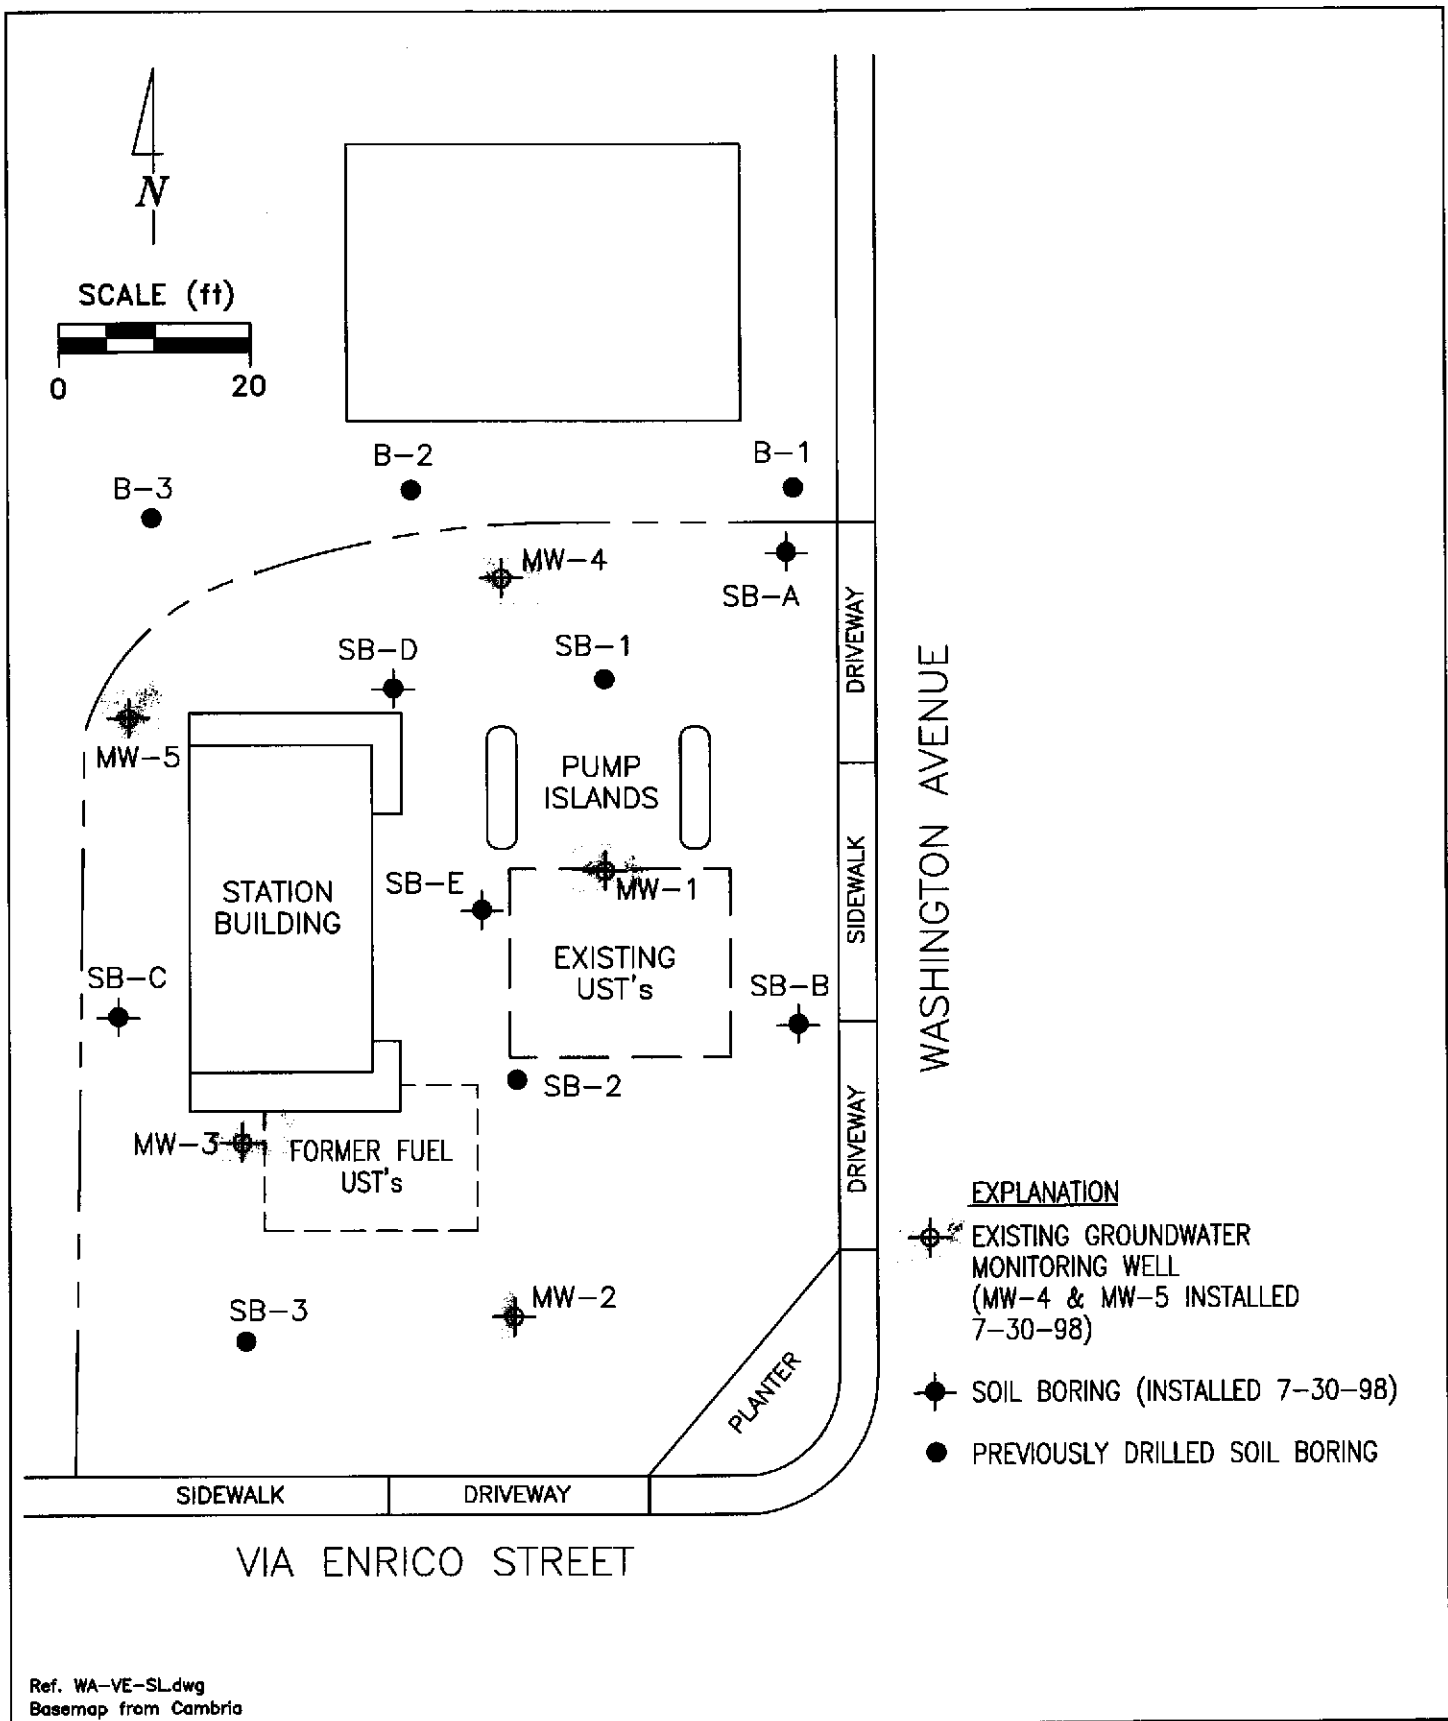 N
SCALE (ft)
0 20
B-2
B-1
B-3
MW-4
SB-A
SB-D
SB-1
DRIVEWAY
MW-5
PUMP
ISLANDS
WASHINGTON AVENUE
STATION
BUILDING
SB-E
MW-1
SIDEWALK
EXISTING
UST's
SB-C
SB-B
SB-2
DRIVEWAY
MW-3
FORMER FUEL
UST's
SB-3
MW-2
PLANTER
EXPLANATION
EXISTING GROUNDWATER
MONITORING WELL
(MW-4 & MW-5 INSTALLED
7-30-98)
SOIL BORING (INSTALLED 7-30-98)
PREVIOUSLY DRILLED SOIL BORING
SIDEWALK
DRIVEWAY
VIA ENRICO STREET
Ref. WA-VE-SL.dwg
Basemap from Cambria